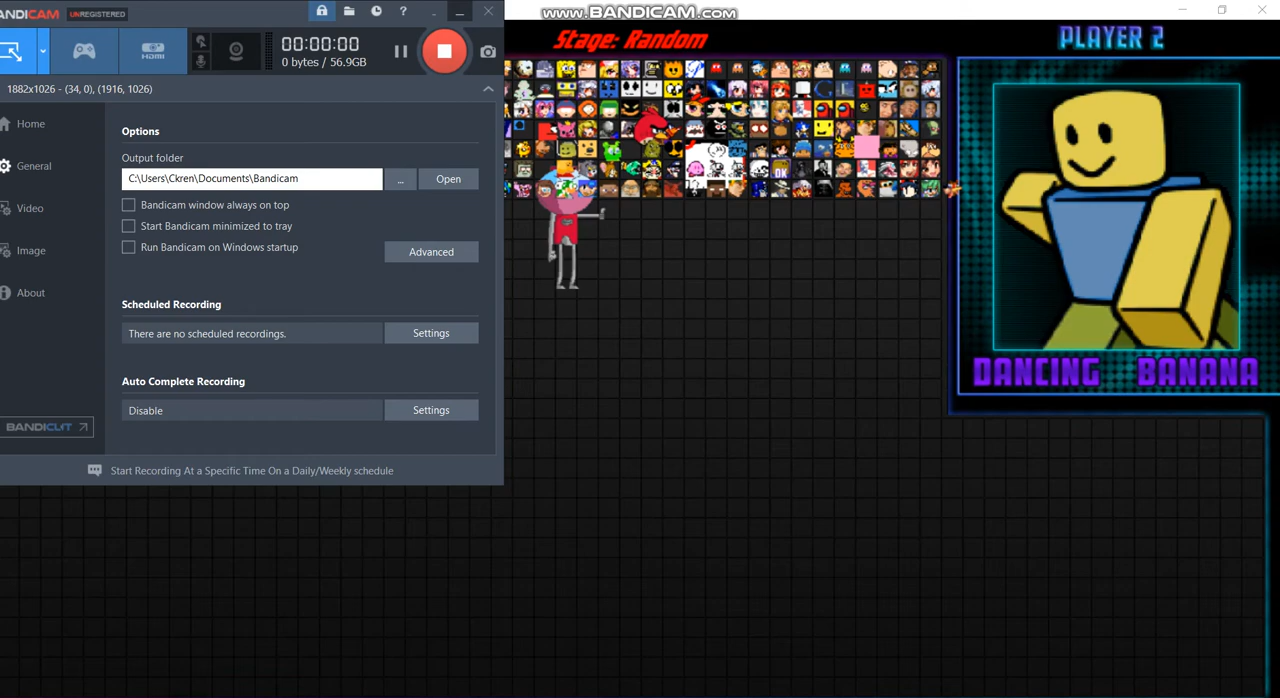 ANDICAM UNREGISTERED
www.BANDICAM.com
00:00:00
0 bytes / 56.9GB
HDMI
Stage: Random
PLAYER 2
1882x1026 - (34, 0), (1916, 1026)
Home
General
Video
Image
About
BANDICUT
Options
Output folder
C:\Users\Ckren\Documents\Bandicam
...
Open
Bandicam window always on top
Start Bandicam minimized to tray
Run Bandicam on Windows startup
Advanced
Scheduled Recording
There are no scheduled recordings.
Settings
Auto Complete Recording
Disable
Settings
Start Recording At a Specific Time On a Daily/Weekly schedule
DANCING BANANA